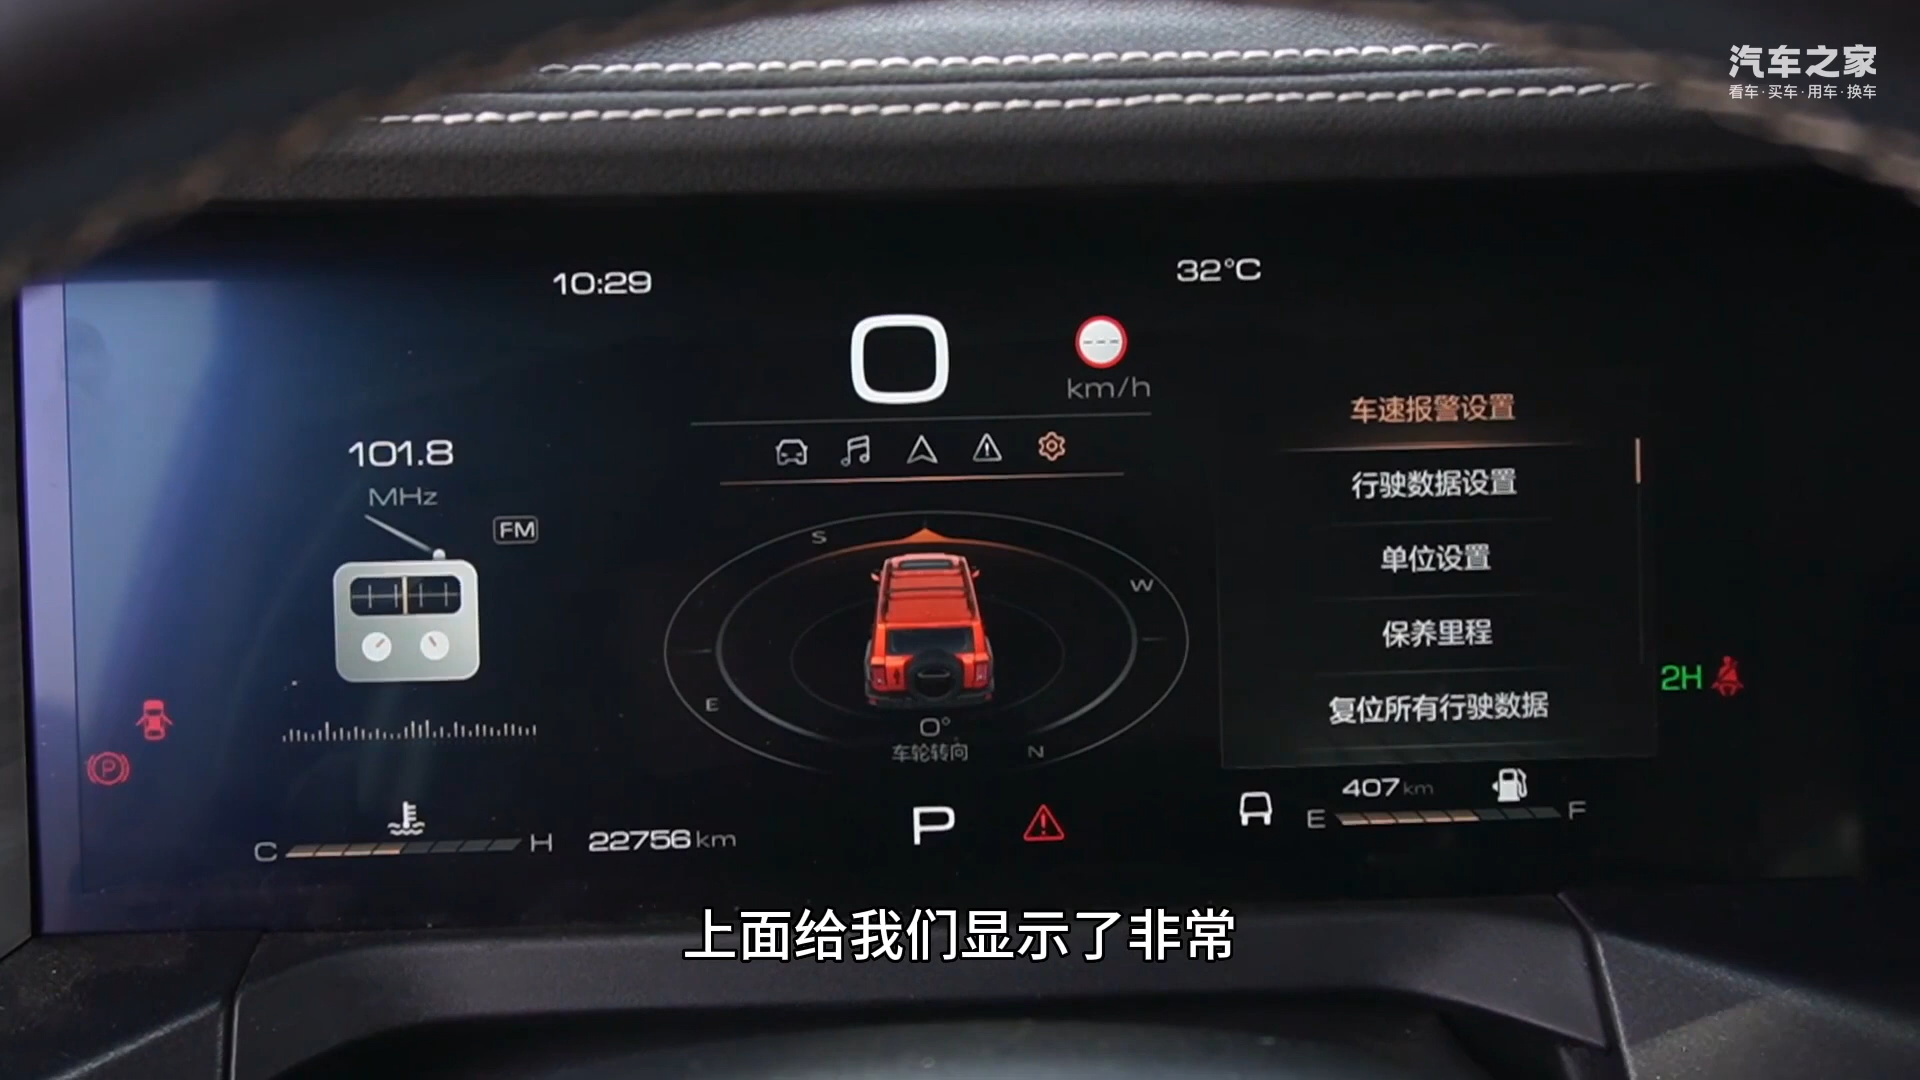 汽车之家
看车·买车·用车·换车
10:29
32°C
0
---
km/h
101.8
MHz
FM
车速报警设置
行驶数据设置
单位设置
保养里程
复位所有行驶数据
S
W
E
N
0°
车轮转向
2H
P
C
H
22756km
P
407km
E
F
上面给我们显示了非常